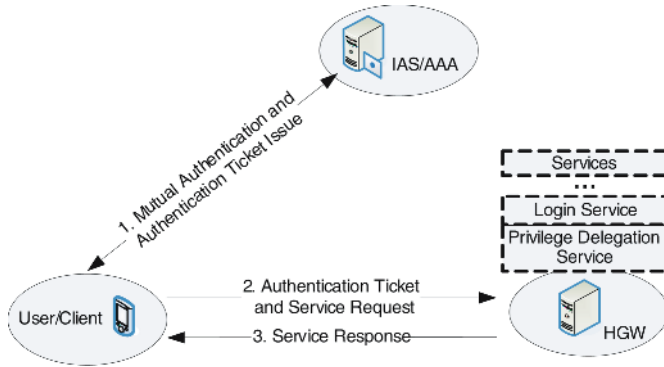 IAS/AAA
1. Mutual Authentication and
Authentication Ticket Issue
Services
...
Login Service
Privilege Delegation
Service
User/Client
2. Authentication Ticket
and Service Request
3. Service Response
HGW